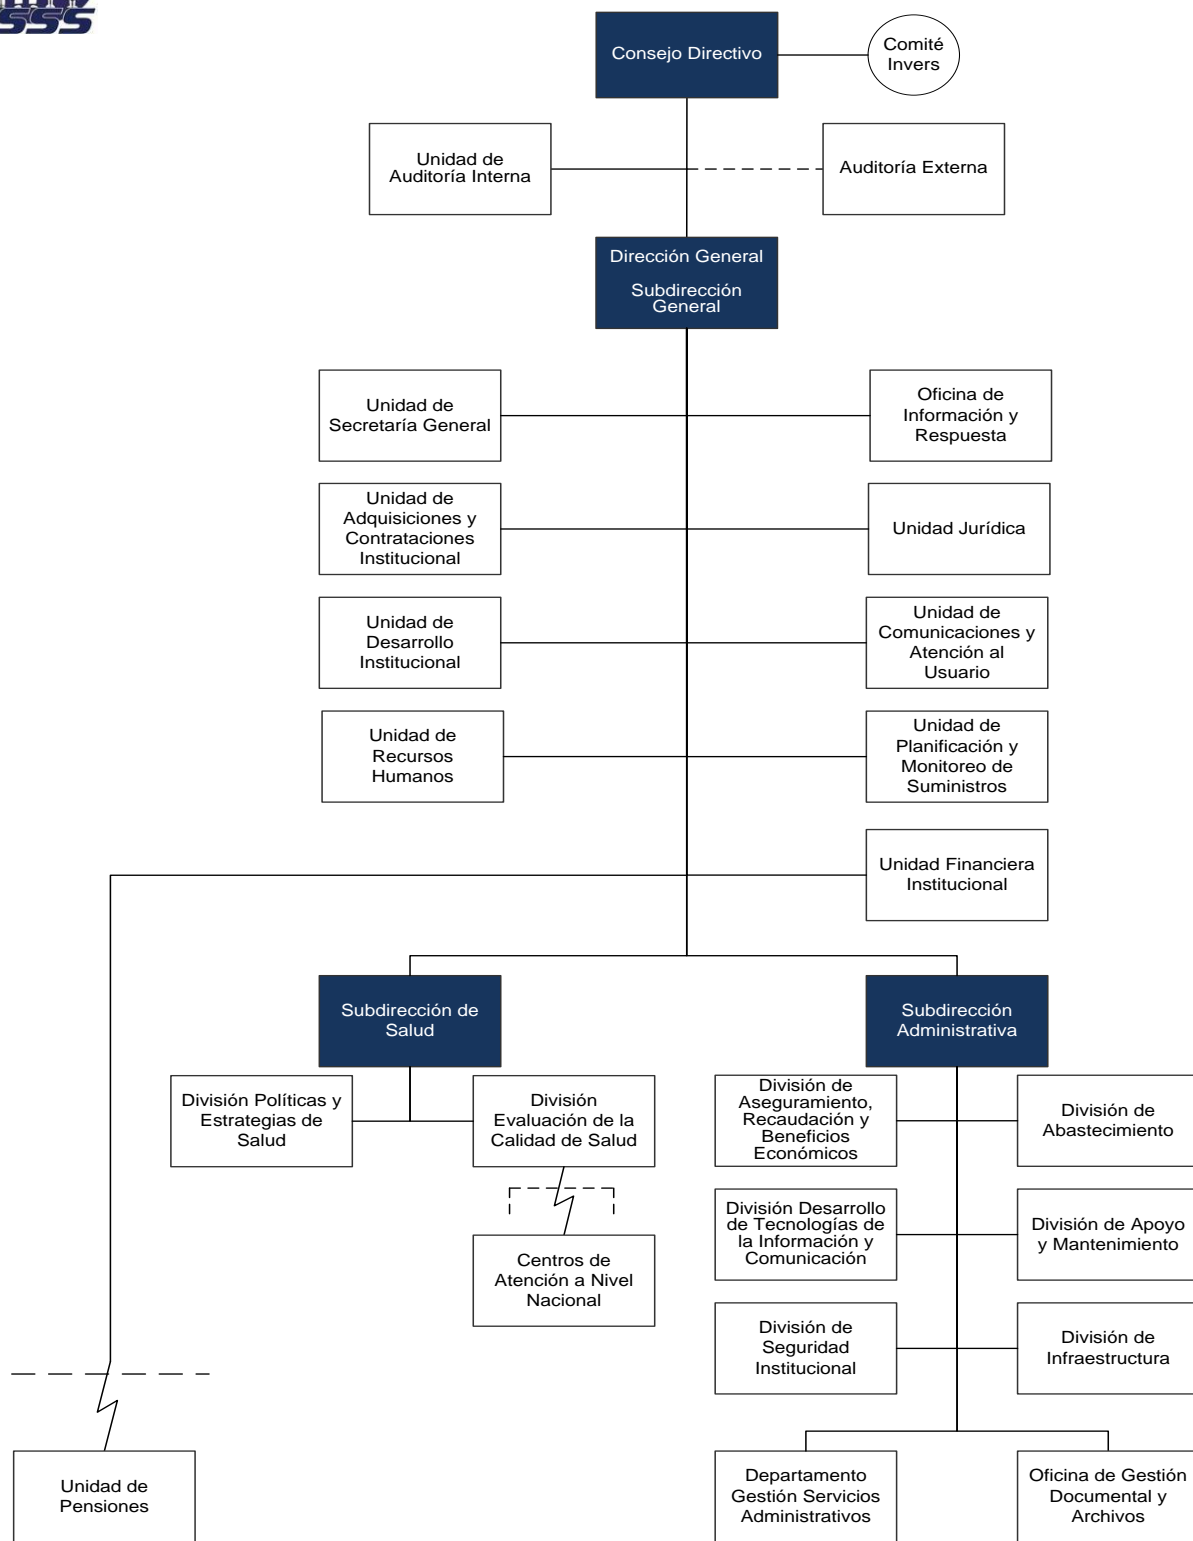 Consejo Directivo
Comité
Invers
Unidad de
Auditoría Interna
Auditoría Externa
Dirección General
Subdirección
General
Unidad de
Secretaría General
Oficina de
Información y
Respuesta
Unidad de
Adquisiciones y
Contrataciones
Institucional
Unidad Jurídica
Unidad de
Desarrollo
Institucional
Unidad de
Comunicaciones y
Atención al
Usuario
Unidad de
Recursos
Humanos
Unidad de
Planificación y
Monitoreo de
Suministros
Unidad Financiera
Institucional
Subdirección de
Salud
Subdirección
Administrativa
División Políticas y
Estrategias de
Salud
División
Evaluación de la
Calidad de Salud
División de
Aseguramiento,
Recaudación y
Beneficios
Económicos
División de
Abastecimiento
División Desarrollo
de Tecnologías de
la Información y
Comunicación
División de Apoyo
y Mantenimiento
Centros de
Atención a Nivel
Nacional
División de
Seguridad
Institucional
División de
Infraestructura
Unidad de
Pensiones
Departamento
Gestión Servicios
Administrativos
Oficina de Gestión
Documental y
Archivos